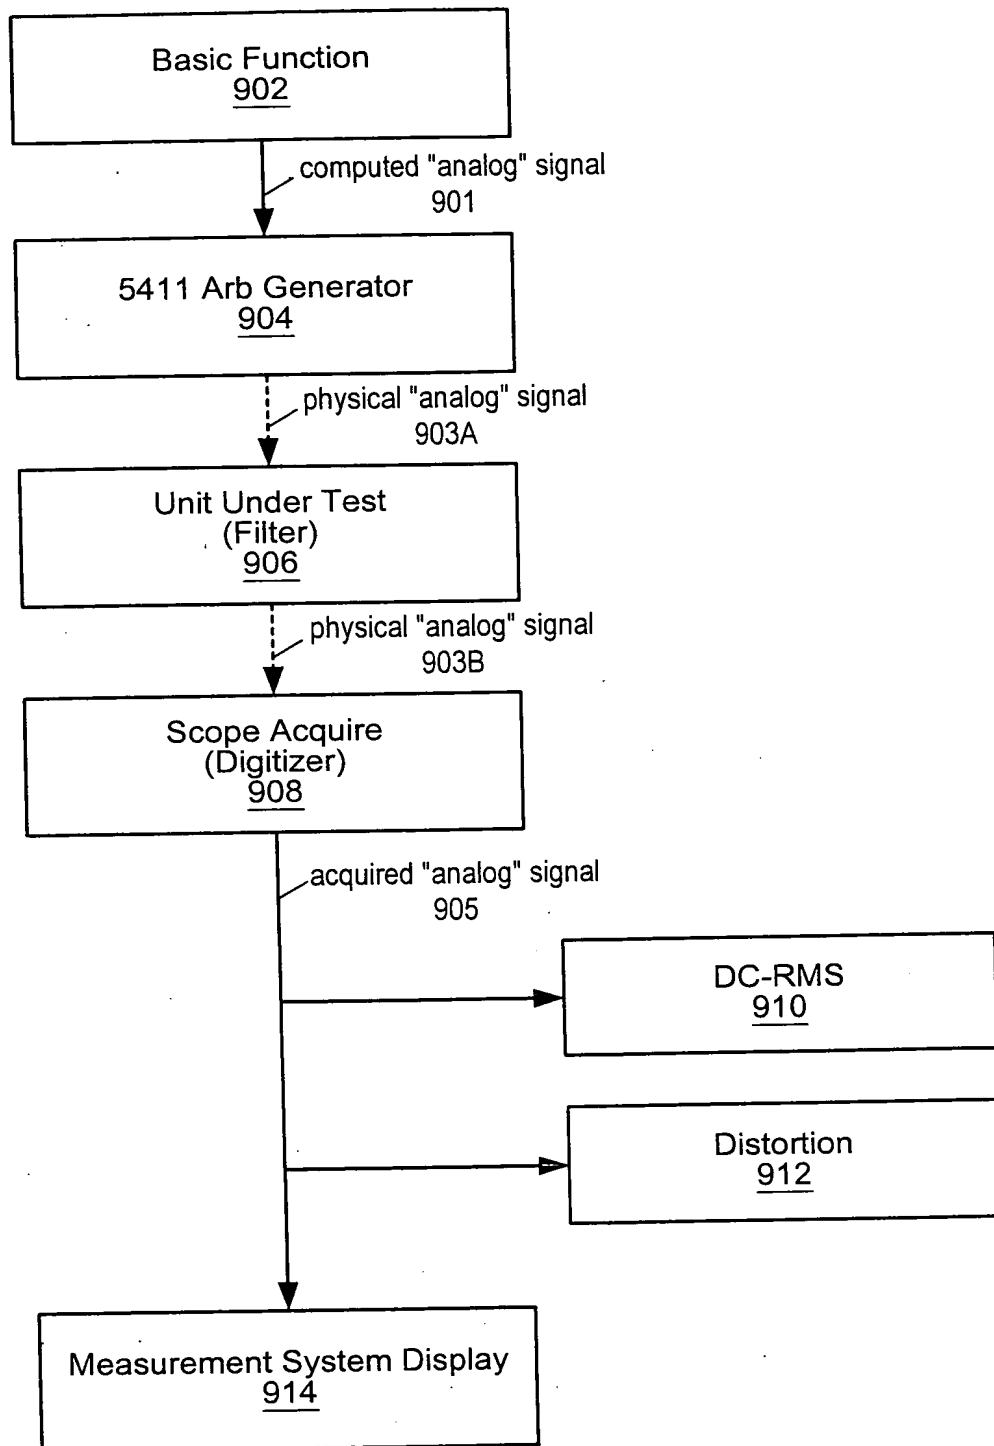 Basic Function
902
computed "analog" signal
901
5411 Arb Generator
904
physical "analog" signal
903A
Unit Under Test
(Filter)
906
physical "analog" signal
903B
Scope Acquire
(Digitizer)
908
acquired "analog" signal
905
DC-RMS
910
Distortion
912
Measurement System Display
914